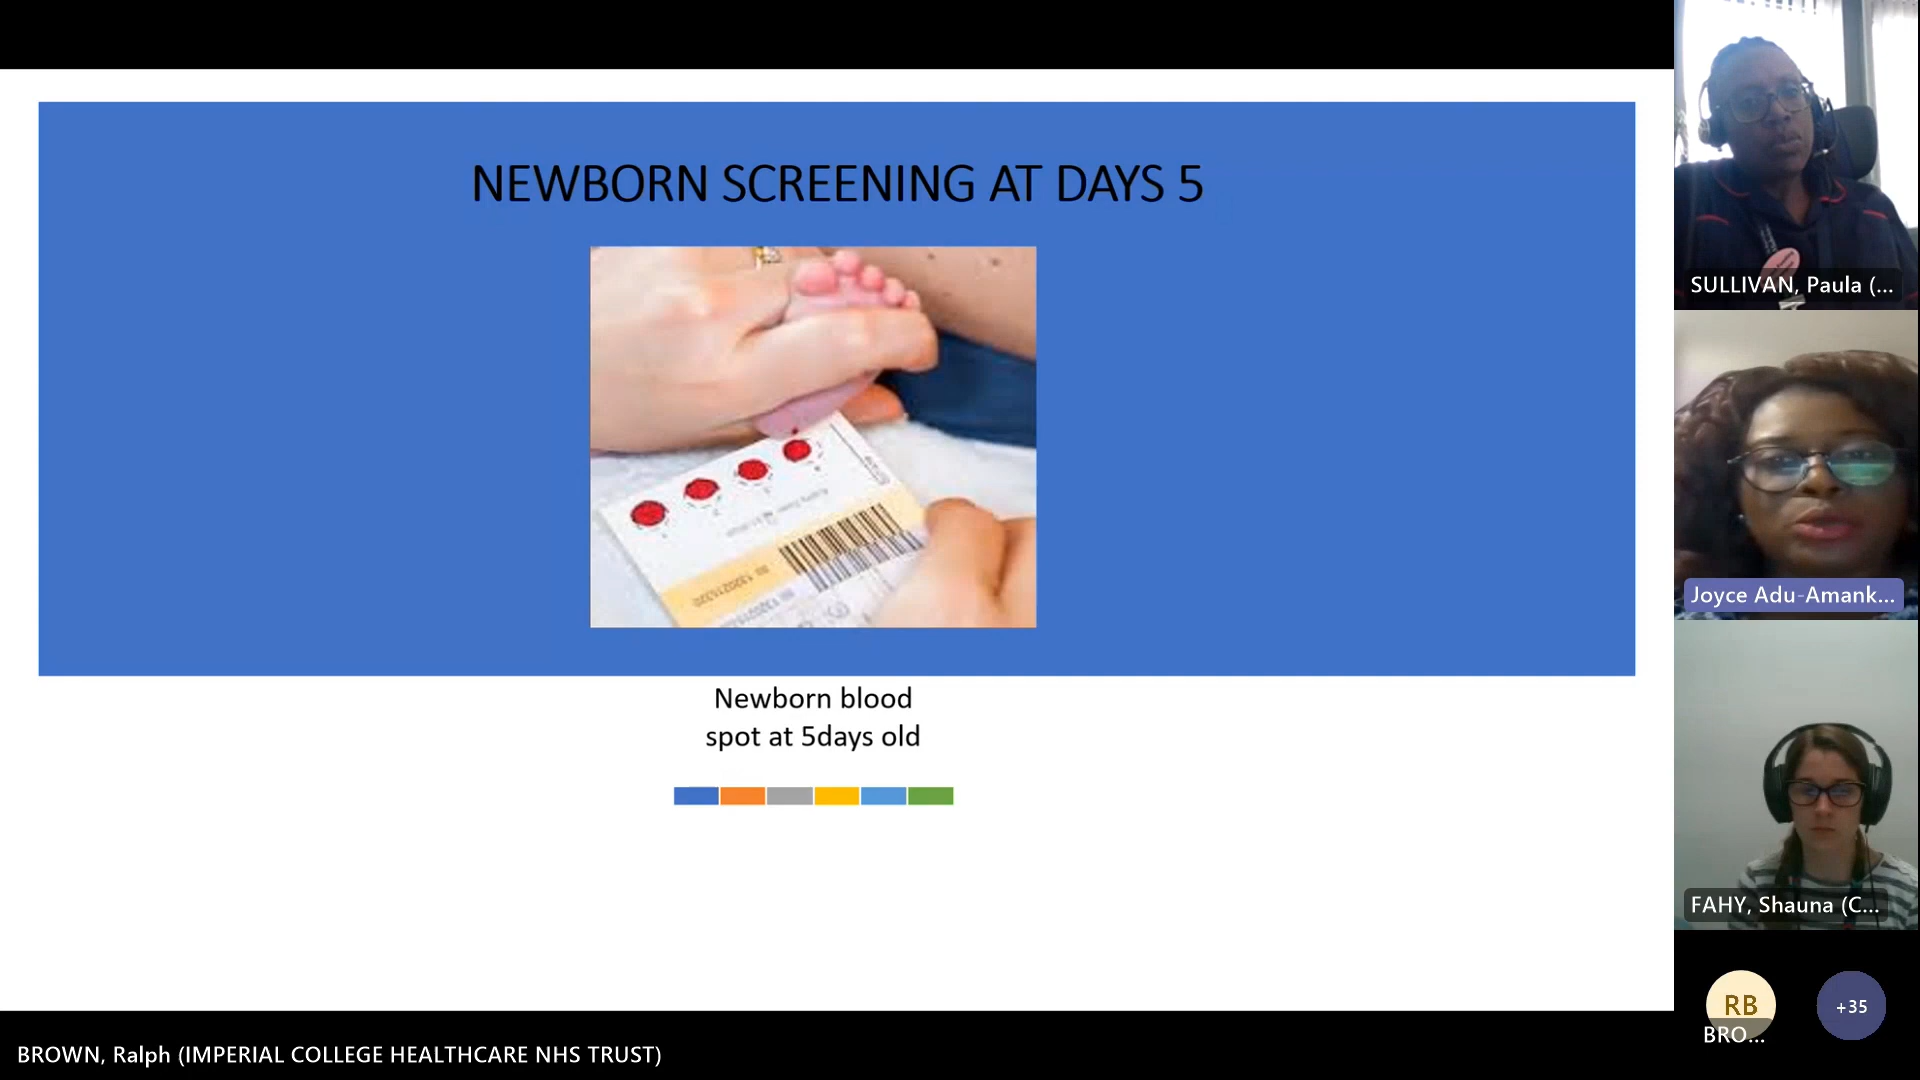 NEWBORN SCREENING AT DAYS 5
Newborn blood
spot at 5days old
SULLIVAN, Paula (...
Joyce Adu-Amank...
FAHY, Shauna (C...
RB
+35
BRO...
BROWN, Ralph (IMPERIAL COLLEGE HEALTHCARE NHS TRUST)